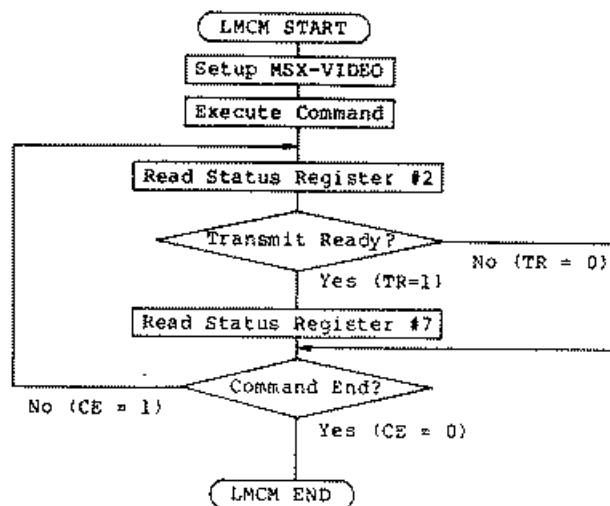 LMCM START
Setup MSX-VIDEO
Execute Command
Read Status Register #2
Transmit Ready?
No (TR = 0)
Yes (TR=1)
Read Status Register #7
Command End?
No (CE = 1)
Yes (CE = 0)
LMCM END